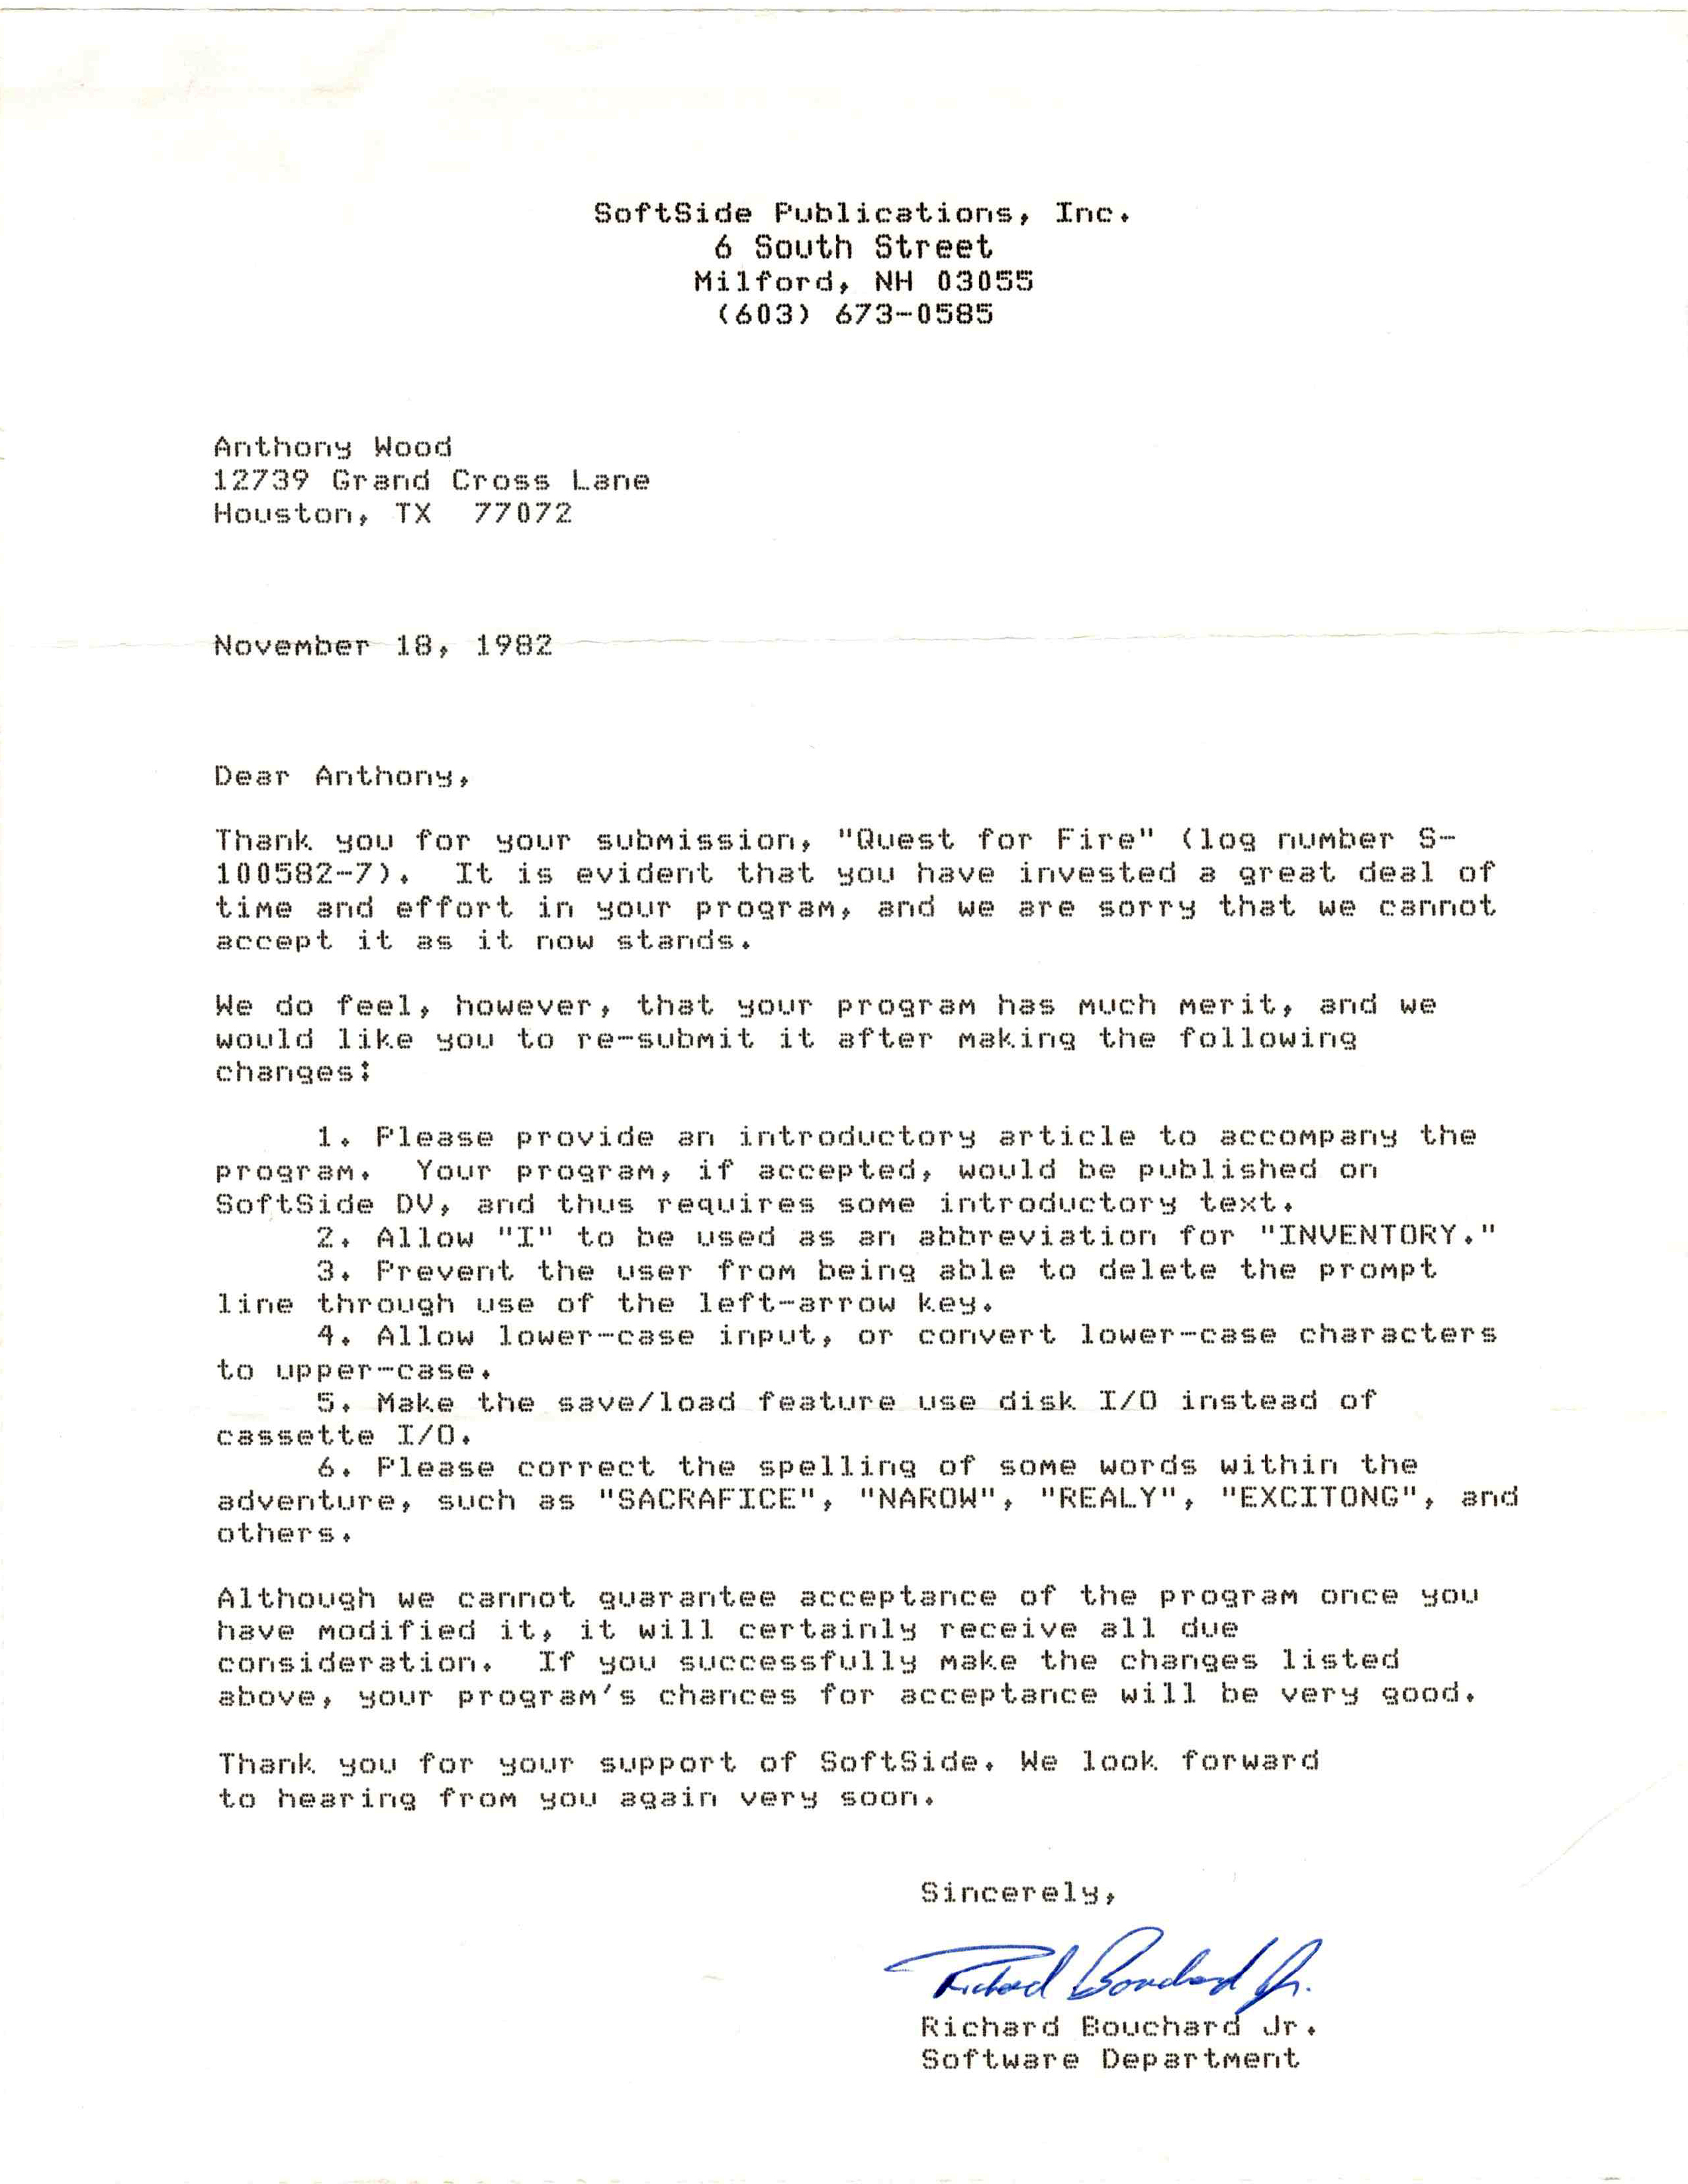 SoftSide Publications, Inc.
6 South Street
Milford, NH 03055
(603) 673-0585
Anthony Wood
12739 Grand Cross Lane
Houston, TX  77072
November 18, 1982
Dear Anthony,
Thank you for your submission, "Quest for Fire" (log number S-
100582-7).  It is evident that you have invested a great deal of
time and effort in your program, and we are sorry that we cannot
accept it as it now stands.
We do feel, however, that your program has much merit, and we
would like you to re-submit it after making the following
changes:
1. Please provide an introductory article to accompany the
program.  Your program, if accepted, would be published on
SoftSide DV, and thus requires some introductory text.
2. Allow "I" to be used as an abbreviation for "INVENTORY."
3. Prevent the user from being able to delete the prompt
line through use of the left-arrow key.
4. Allow lower-case input, or convert lower-case characters
to upper-case.
5. Make the save/load feature use disk I/O instead of
cassette I/O.
6. Please correct the spelling of some words within the
adventure, such as "SACRAFICE", "NAROW", "REALY", "EXCITONG", and
others.
Although we cannot guarantee acceptance of the program once you
have modified it, it will certainly receive all due
consideration.  If you successfully make the changes listed
above, your program's chances for acceptance will be very good.
Thank you for your support of SoftSide. We look forward
to hearing from you again very soon.
Sincerely,
Richard Bouchard Jr.
Richard Bouchard Jr.
Software Department